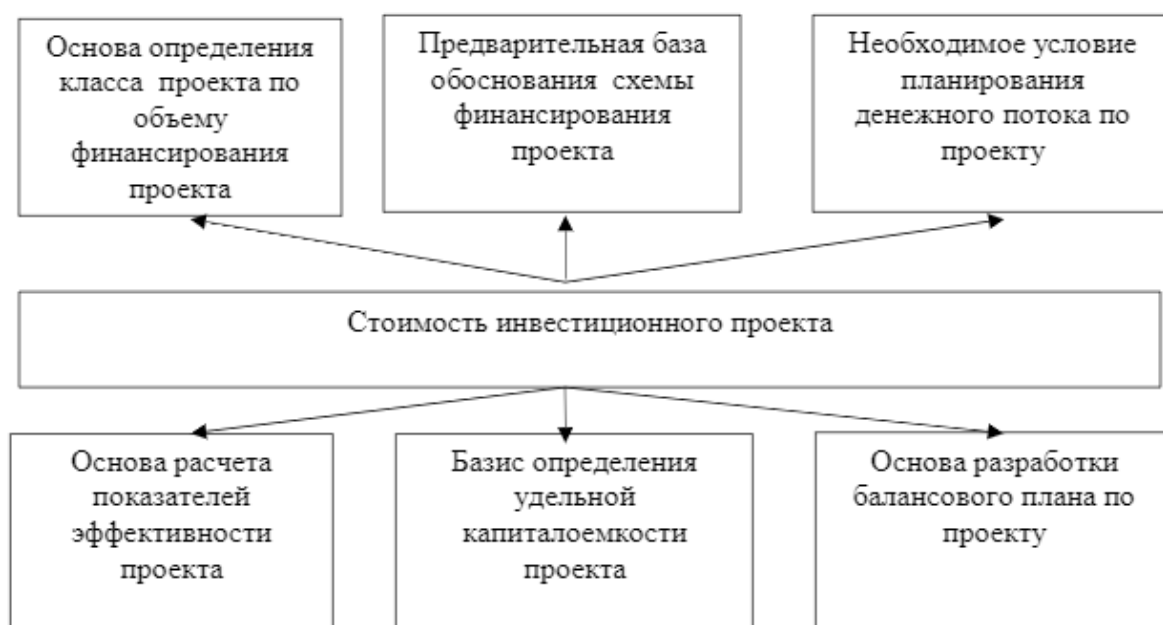 Основа определения
класса проекта по
объему
финансирования
проекта
Предварительная база
обоснования схемы
финансирования
проекта
Необходимое условие
планирования
денежного потока по
проекту
Стоимость инвестиционного проекта
Основа расчета
показателей
эффективности
проекта
Базис определения
удельной
капиталоемкости
проекта
Основа разработки
балансового плана по
проекту